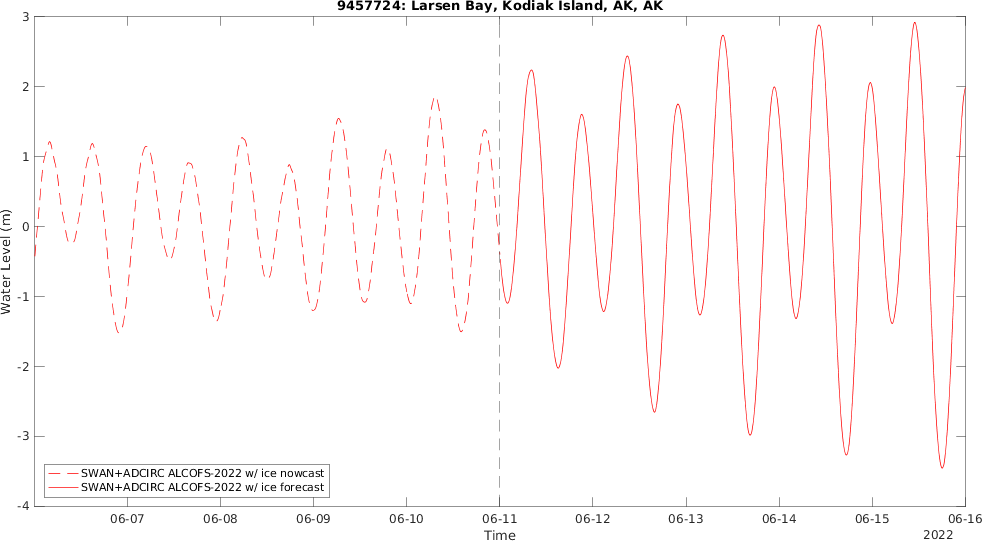 9457724: Larsen Bay, Kodiak Island, AK, AK
3
2
1
0
-1
-2
-3
-4
Water Level (m)
SWAN+ADCIRC ALCOFS-2022 w/ ice nowcast
SWAN+ADCIRC ALCOFS-2022 w/ ice forecast
06-07 06-08 06-09 06-10 06-11 06-12 06-13 06-14 06-15 06-16
Time
2022